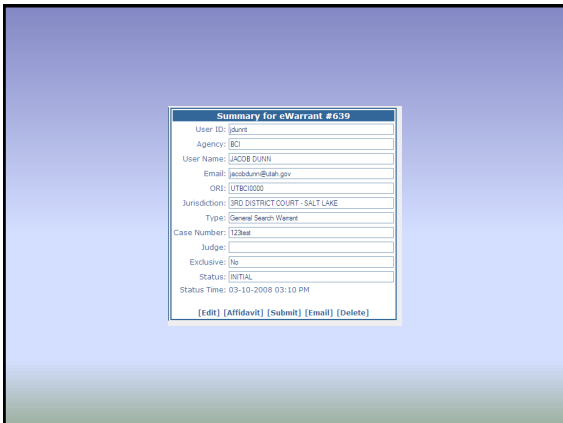 Summary for eWarrant #639
User ID: jdunnt
Agency: BCI
User Name: JACOB DUNN
Email: jacobdunn@utah.gov
ORI: UTBCI0000
Jurisdiction: 3RD DISTRICT COURT - SALT LAKE
Type: General Search Warrant
Case Number: 123test
Judge:
Exclusive: No
Status: INITIAL
Status Time: 03-10-2008 03:10 PM
[Edit] [Affidavit] [Submit] [Email] [Delete]